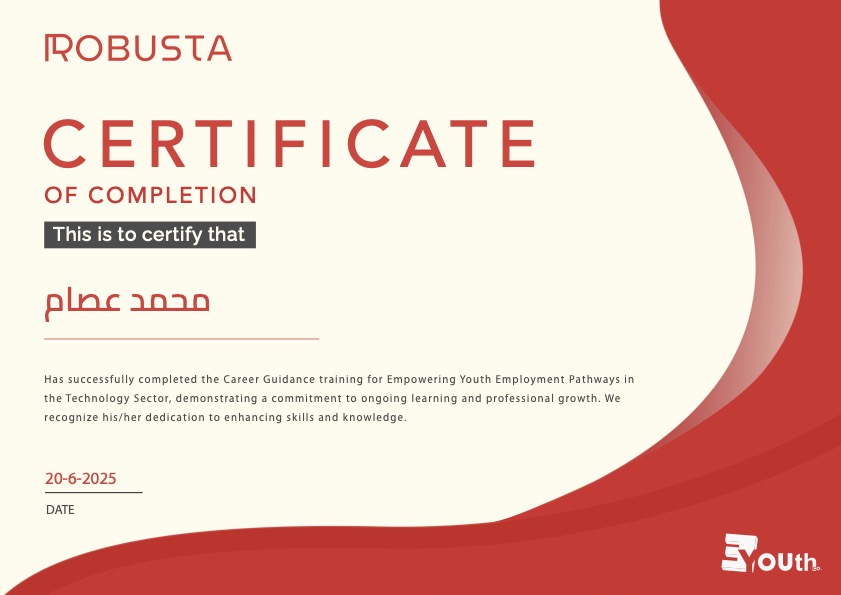 ROBUSTA
CERTIFICATE
OF COMPLETION
This is to certify that
محمد عصام
Has successfully completed the Career Guidance training for Empowering Youth Employment Pathways in
the Technology Sector, demonstrating a commitment to ongoing learning and professional growth. We
recognize his/her dedication to enhancing skills and knowledge.
20-6-2025
DATE
EYouth co.